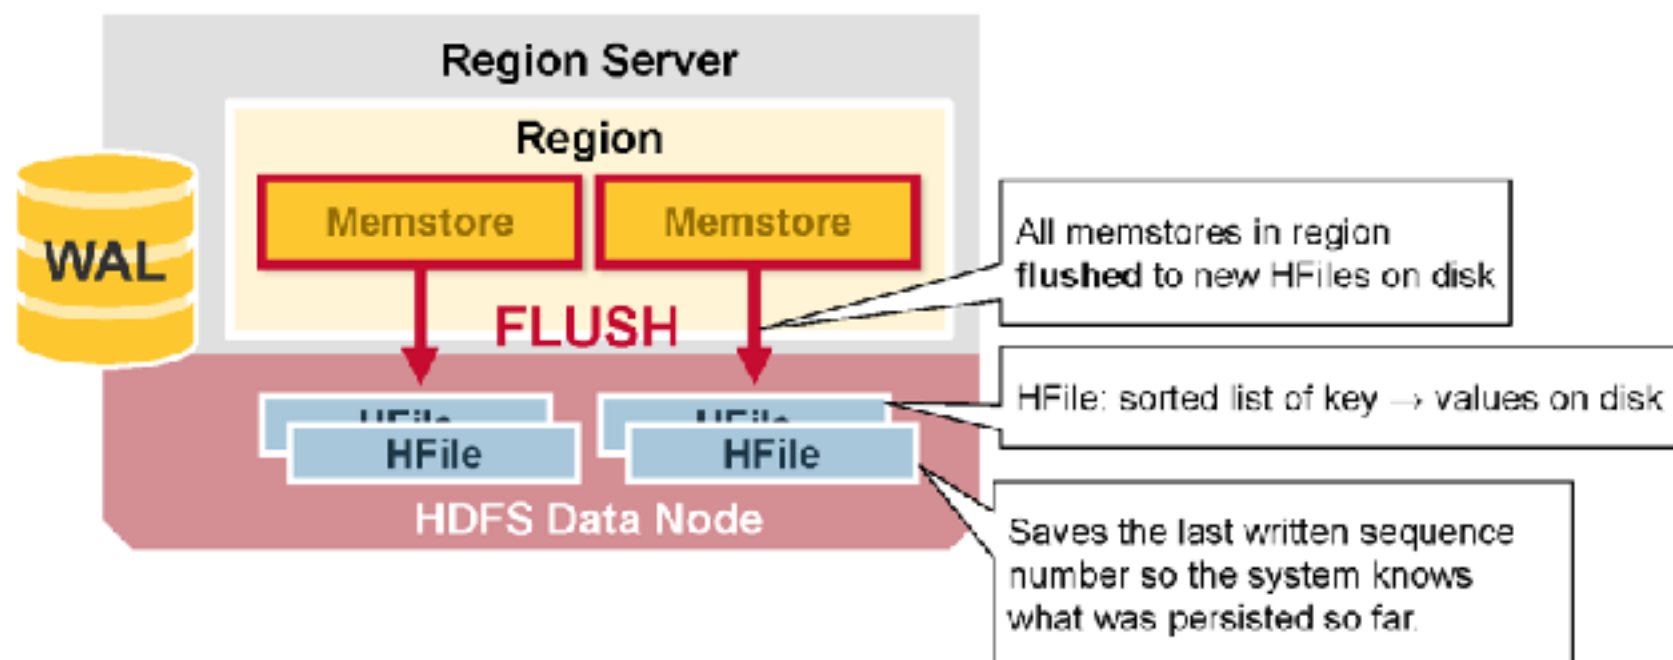 Region Server
Region
Memstore
Memstore
WAL
All memstores in region
flushed to new HFiles on disk
FLUSH
HFile: sorted list of key → values on disk
HFile
HFile
HFile
HFile
HDFS Data Node
Saves the last written sequence
number so the system knows
what was persisted so far.